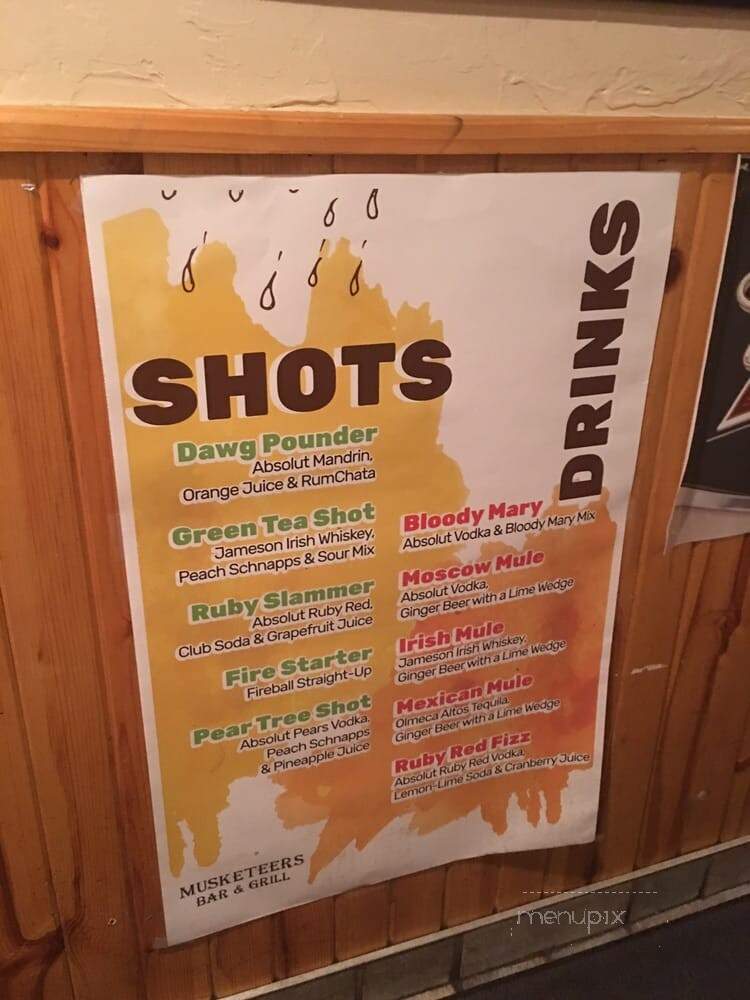 SHOTS
Dawg Pounder
Absolut Mandrin,
Orange Juice & RumChata
Green Tea Shot
Jameson Irish Whiskey,
Peach Schnapps & Sour Mix
Ruby Slammer
Absolut Ruby Red,
Club Soda & Grapefruit Juice
Fire Starter
Fireball Straight-Up
Pear Tree Shot
Absolut Pears Vodka,
Peach Schnapps
& Pineapple Juice
DRINKS
Bloody Mary
Absolut Vodka & Bloody Mary Mix
Moscow Mule
Absolut Vodka,
Ginger Beer with a Lime Wedge
Irish Mule
Jameson Irish Whiskey,
Ginger Beer with a Lime Wedge
Mexican Mule
Olmeca Altos Tequila,
Ginger Beer with a Lime Wedge
Ruby Red Fizz
Absolut Ruby Red Vodka,
Lemon-Lime Soda & Cranberry Juice
MUSKETEERS
BAR & GRILL
menupix